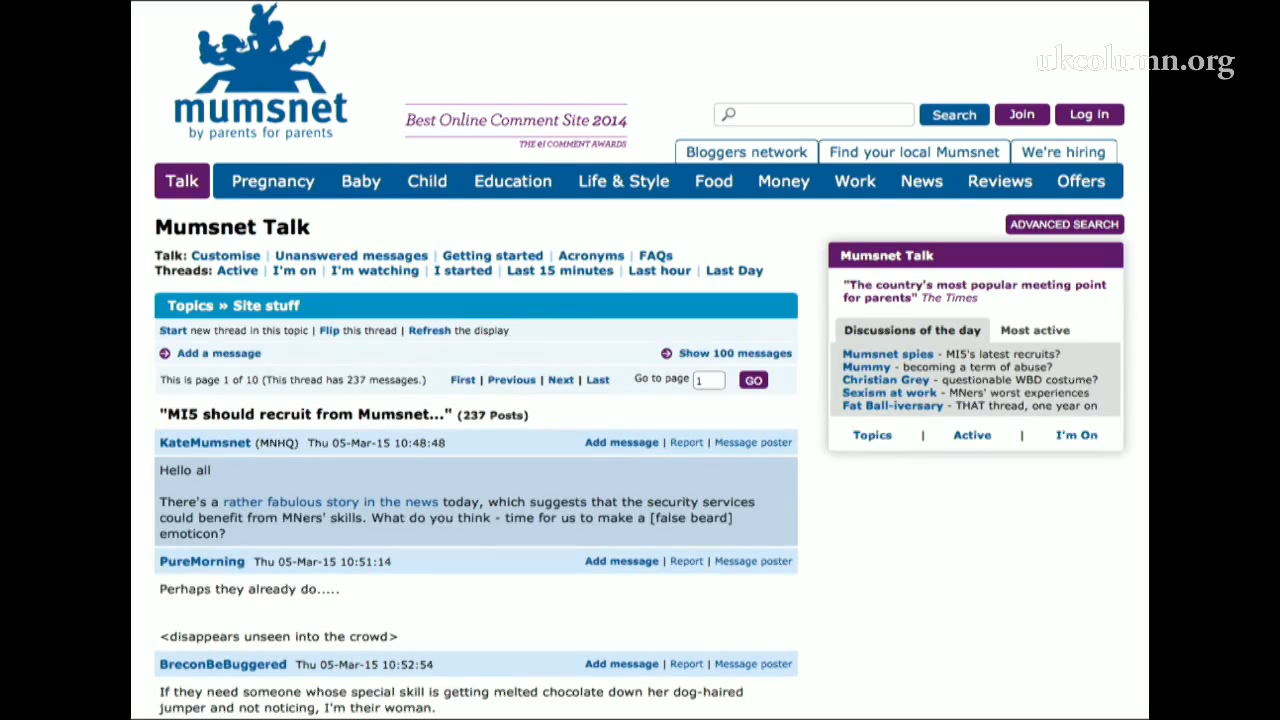 ukcolumn.org
mumsnet
by parents for parents
Best Online Comment Site 2014
THE ei COMMENT AWARDS
Search
Join
Log in
Bloggers network
Find your local Mumsnet
We're hiring
Talk
Pregnancy
Baby
Child
Education
Life & Style
Food
Money
Work
News
Reviews
Offers
Mumsnet Talk
ADVANCED SEARCH
Talk: Customise | Unanswered messages | Getting started | Acronyms | FAQs
Threads: Active | I'm on | I'm watching | I started | Last 15 minutes | Last hour | Last Day
Topics » Site stuff
Start new thread in this topic | Flip this thread | Refresh the display
Add a message
Show 100 messages
This is page 1 of 10 (This thread has 237 messages.)
First | Previous | Next | Last
Go to page 1 GO
"MI5 should recruit from Mumsnet..." (237 Posts)
KateMumsnet (MNHQ) Thu 05-Mar-15 10:48:48
Add message | Report | Message poster
Hello all
There's a rather fabulous story in the news today, which suggests that the security services
could benefit from MNers' skills. What do you think - time for us to make a [false beard]
emoticon?
PureMorning Thu 05-Mar-15 10:51:14
Add message | Report | Message poster
Perhaps they already do.....
<disappears unseen into the crowd>
BreconBeBuggered Thu 05-Mar-15 10:52:54
Add message | Report | Message poster
If they need someone whose special skill is getting melted chocolate down her dog-haired
jumper and not noticing, I'm their woman.
Mumsnet Talk
"The country's most popular meeting point
for parents" The Times
Discussions of the day
Most active
Mumsnet spies - MI5's latest recruits?
Mummy - becoming a term of abuse?
Christian Grey - questionable WBD costume?
Sexism at work - MNers' worst experiences
Fat Ball-iversary - THAT thread, one year on
Topics | Active | I'm On